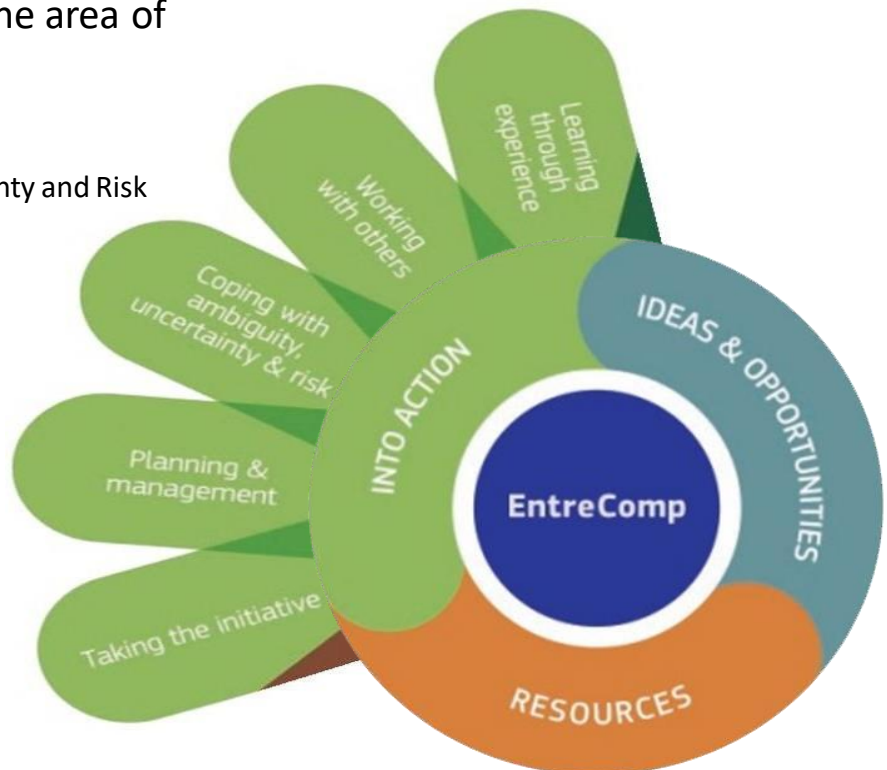 ne area of
nty and Risk
Learning
through
experience
Working
with others
Coping with
ambiguity,
uncertainty & risk
Planning &
management
Taking the initiative
INTO ACTION
IDEAS & OPPORTUNITIES
EntreComp
RESOURCES